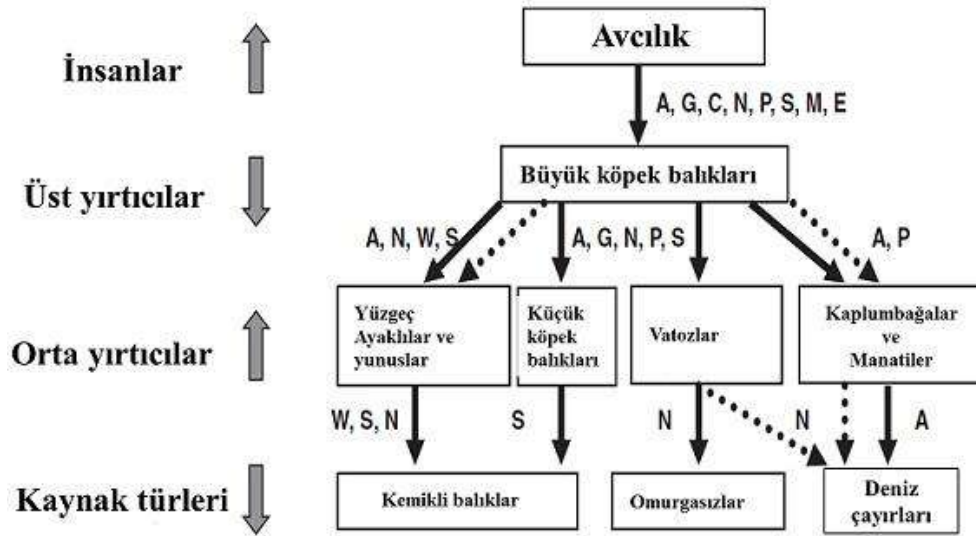 Avcılık
İnsanlar
A, G, C, N, P, S, M, E
Büyük köpek balıkları
Üst yırtıcılar
A, N, W, S
A, G, N, P, S
A, P
Yüzgeç
Ayaklılar ve
yunuslar
Küçük
köpek
balıkları
Vatozlar
Kaplumbağalar
ve
Manatiler
Orta yırtıcılar
W, S, N
S
N
N
A
Kaynak türleri
Kemikli balıklar
Omurgasızlar
Deniz
çayırları